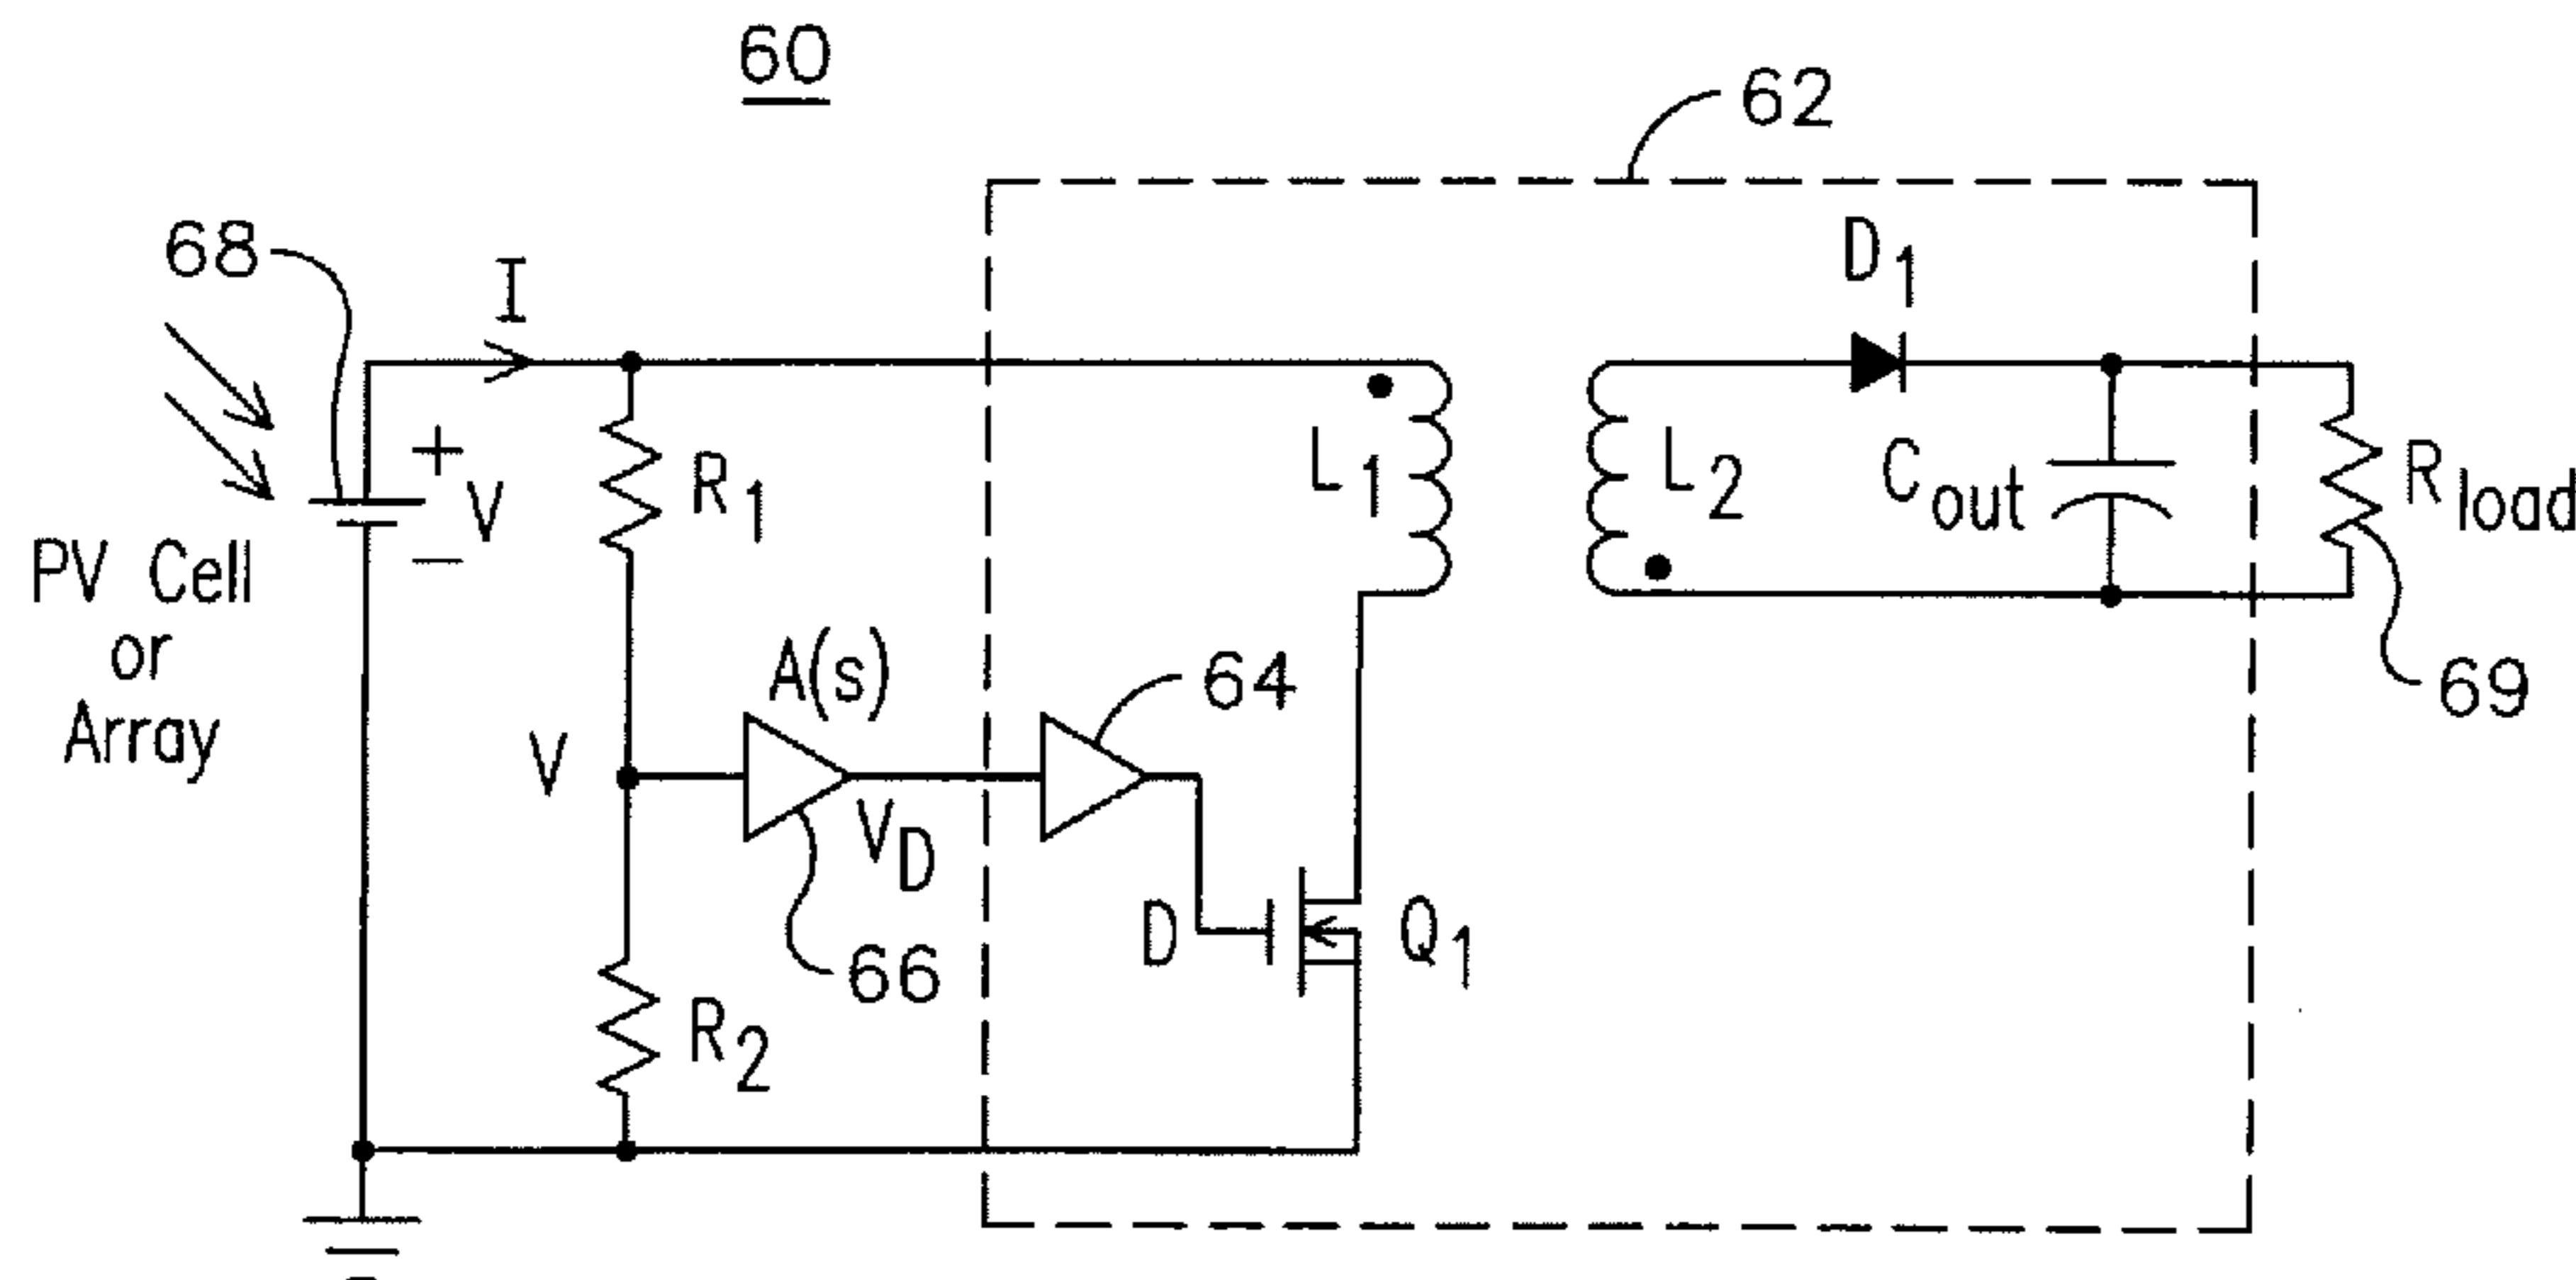 60
62
68
I
D1
+
V
−
R1
L1
L2
Cout
Rload
PV Cell
or
Array
A(s)
64
69
V
VD
66
D
Q1
R2